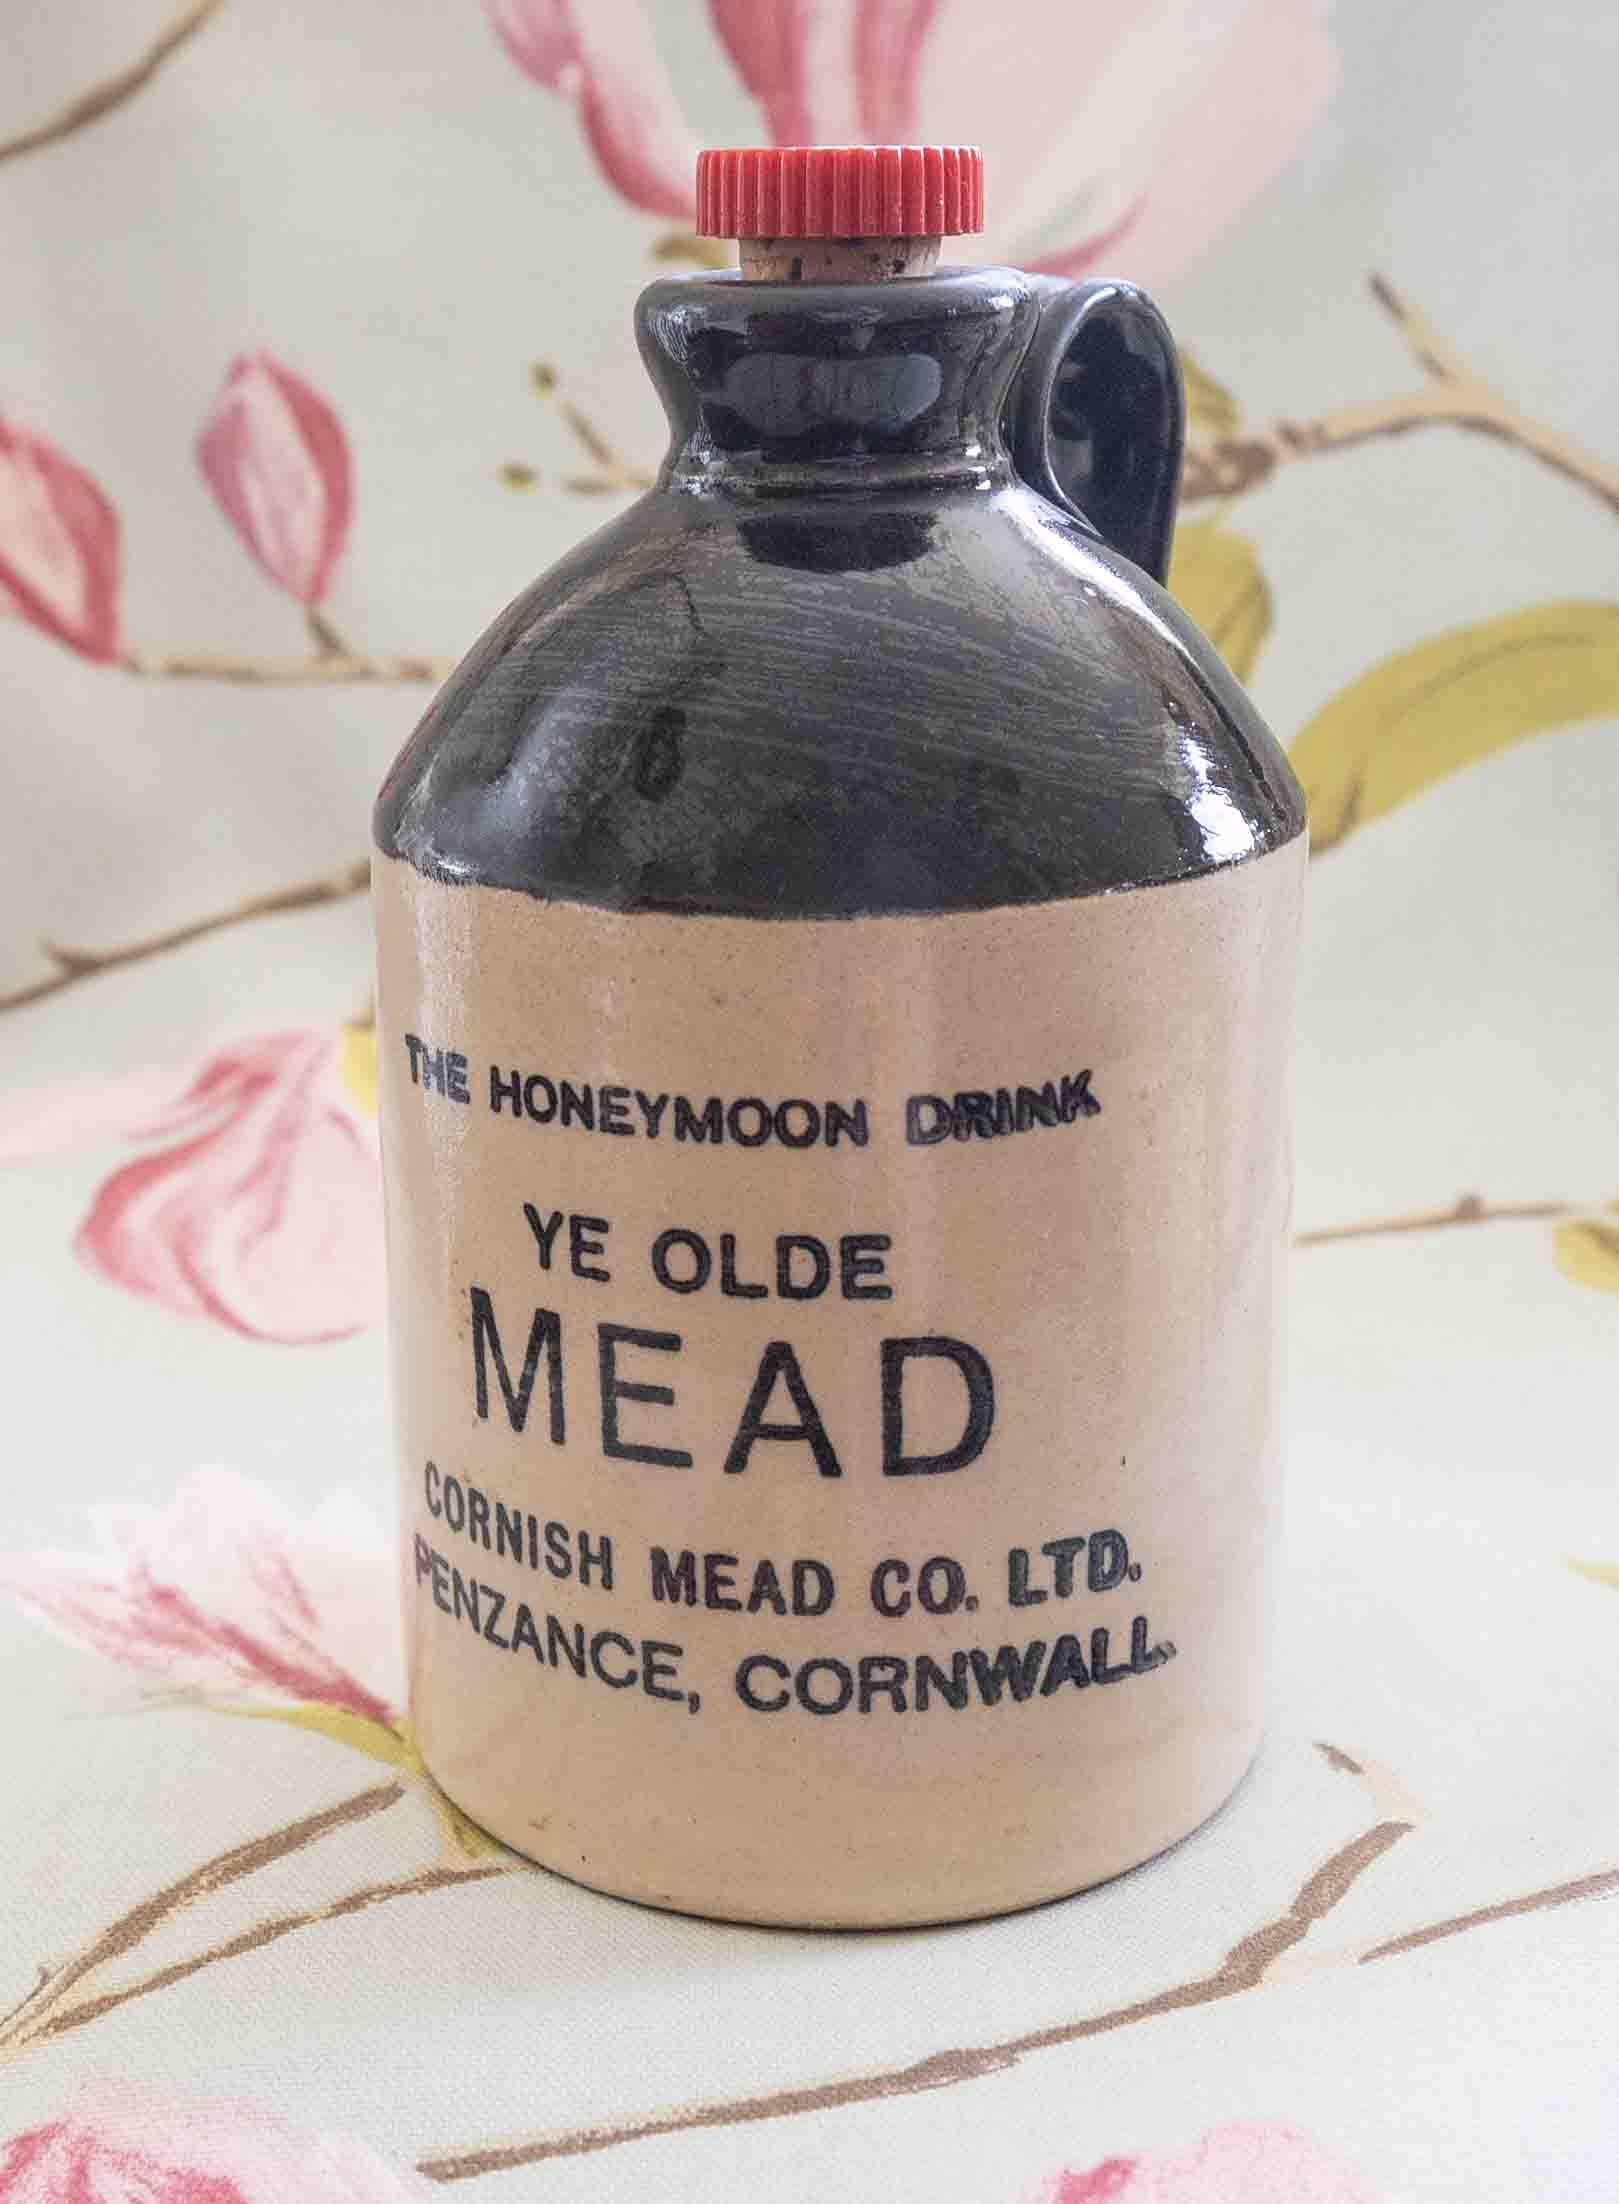 THE HONEYMOON DRINK
YE OLDE
MEAD
CORNISH MEAD CO. LTD.
PENZANCE, CORNWALL.